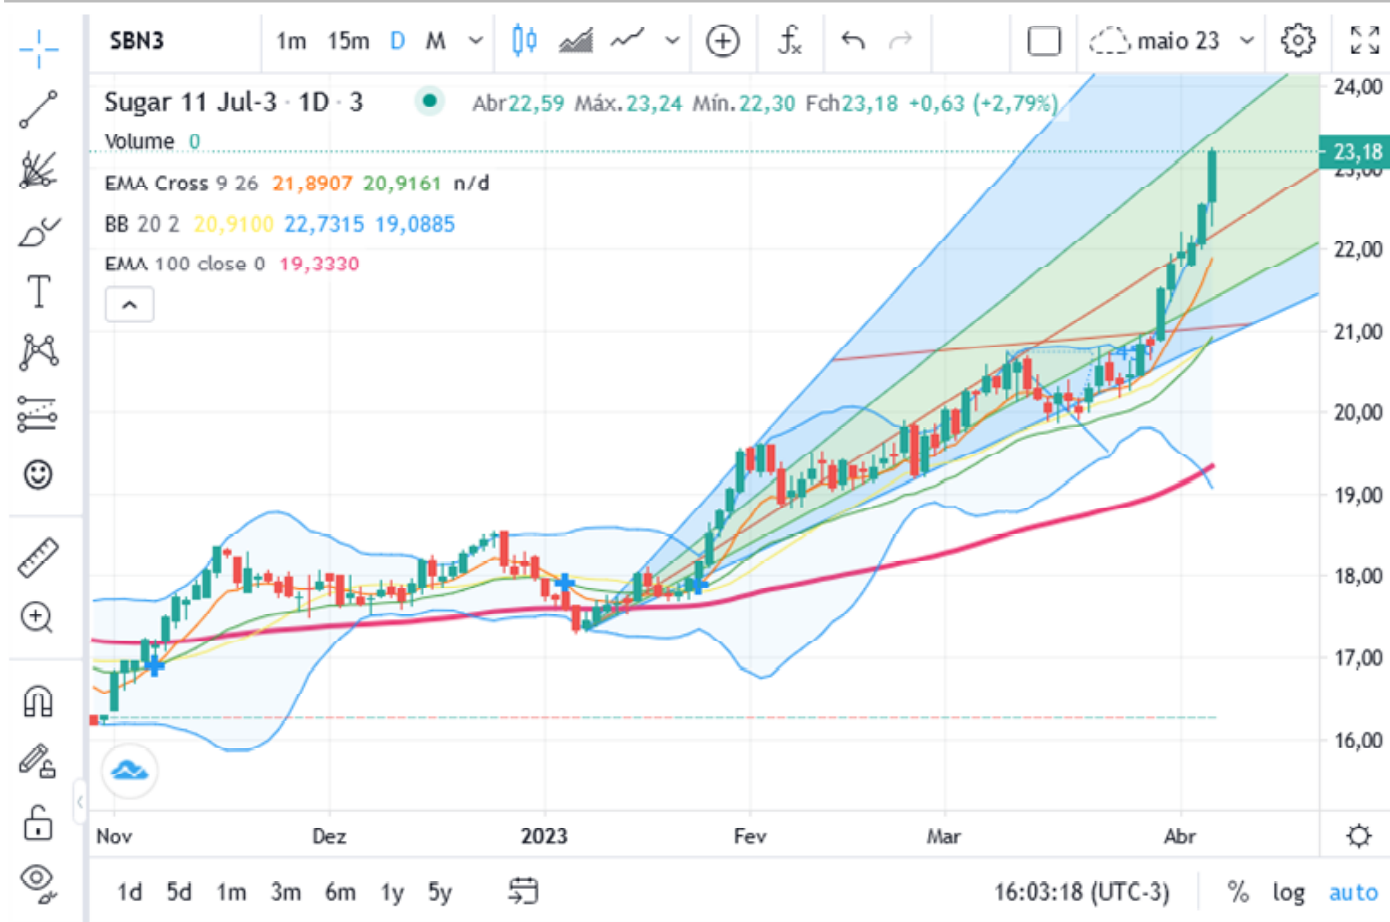 SBN3 1m 15m D M maio 23
Sugar 11 Jul-3 · 1D · 3 Abr22,59 Máx.23,24 Mín.22,30 Fch23,18 +0,63 (+2,79%)
Volume 0
EMA Cross 9 26 21,8907 20,9161 n/d
BB 20 2 20,9100 22,7315 19,0885
EMA 100 close 0 19,3330
24,00
23,18
23,00
22,00
21,00
20,00
19,00
18,00
17,00
16,00
Nov Dez 2023 Fev Mar Abr
1d 5d 1m 3m 6m 1y 5y 16:03:18 (UTC-3) % log auto